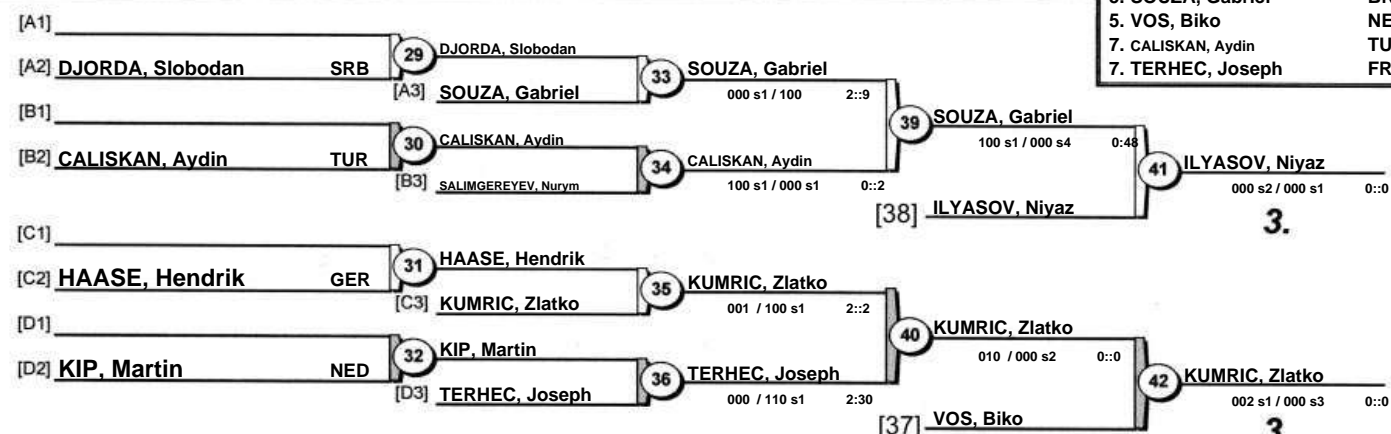 5. SOUZA, Gabriel
5. VOS, Biko NE
7. CALISKAN, Aydin TU
7. TERHEC, Joseph FR
[A1]
[A2] DJORDA, Slobodan SRB
29
DJORDA, Slobodan
[A3] SOUZA, Gabriel
33
SOUZA, Gabriel
000 s1 / 100 2::9
[B1]
[B2] CALISKAN, Aydin TUR
30
CALISKAN, Aydin
[B3] SALIMGEREYEV, Nurym
34
CALISKAN, Aydin
100 s1 / 000 s1 0::2
39
SOUZA, Gabriel
100 s1 / 000 s4 0:48
[38] ILYASOV, Niyaz
41
ILYASOV, Niyaz
000 s2 / 000 s1 0::0
3.
[C1]
[C2] HAASE, Hendrik GER
31
HAASE, Hendrik
[C3] KUMRIC, Zlatko
35
KUMRIC, Zlatko
001 / 100 s1 2::2
[D1]
[D2] KIP, Martin NED
32
KIP, Martin
[D3] TERHEC, Joseph
36
TERHEC, Joseph
000 / 110 s1 2:30
40
KUMRIC, Zlatko
010 / 000 s2 0::0
[37] VOS, Biko
42
KUMRIC, Zlatko
002 s1 / 000 s3 0::0
3